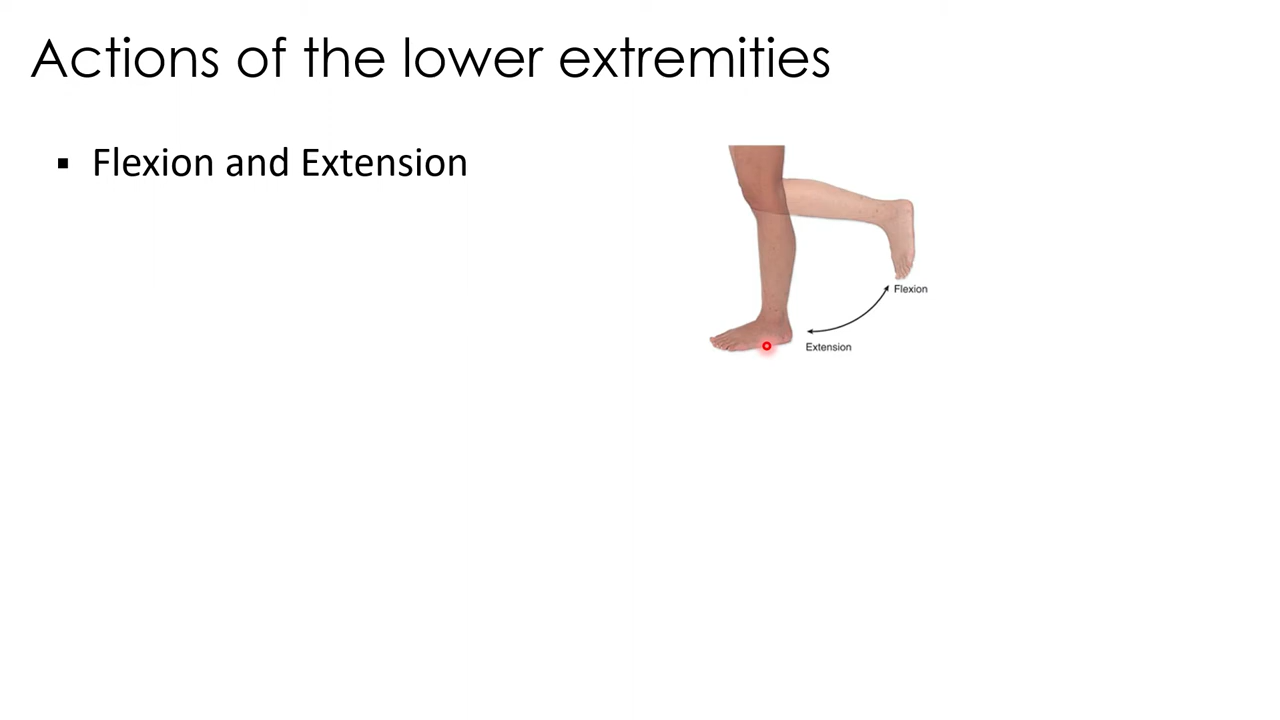 Actions of the lower extremities
▪ Flexion and Extension
Flexion
Extension